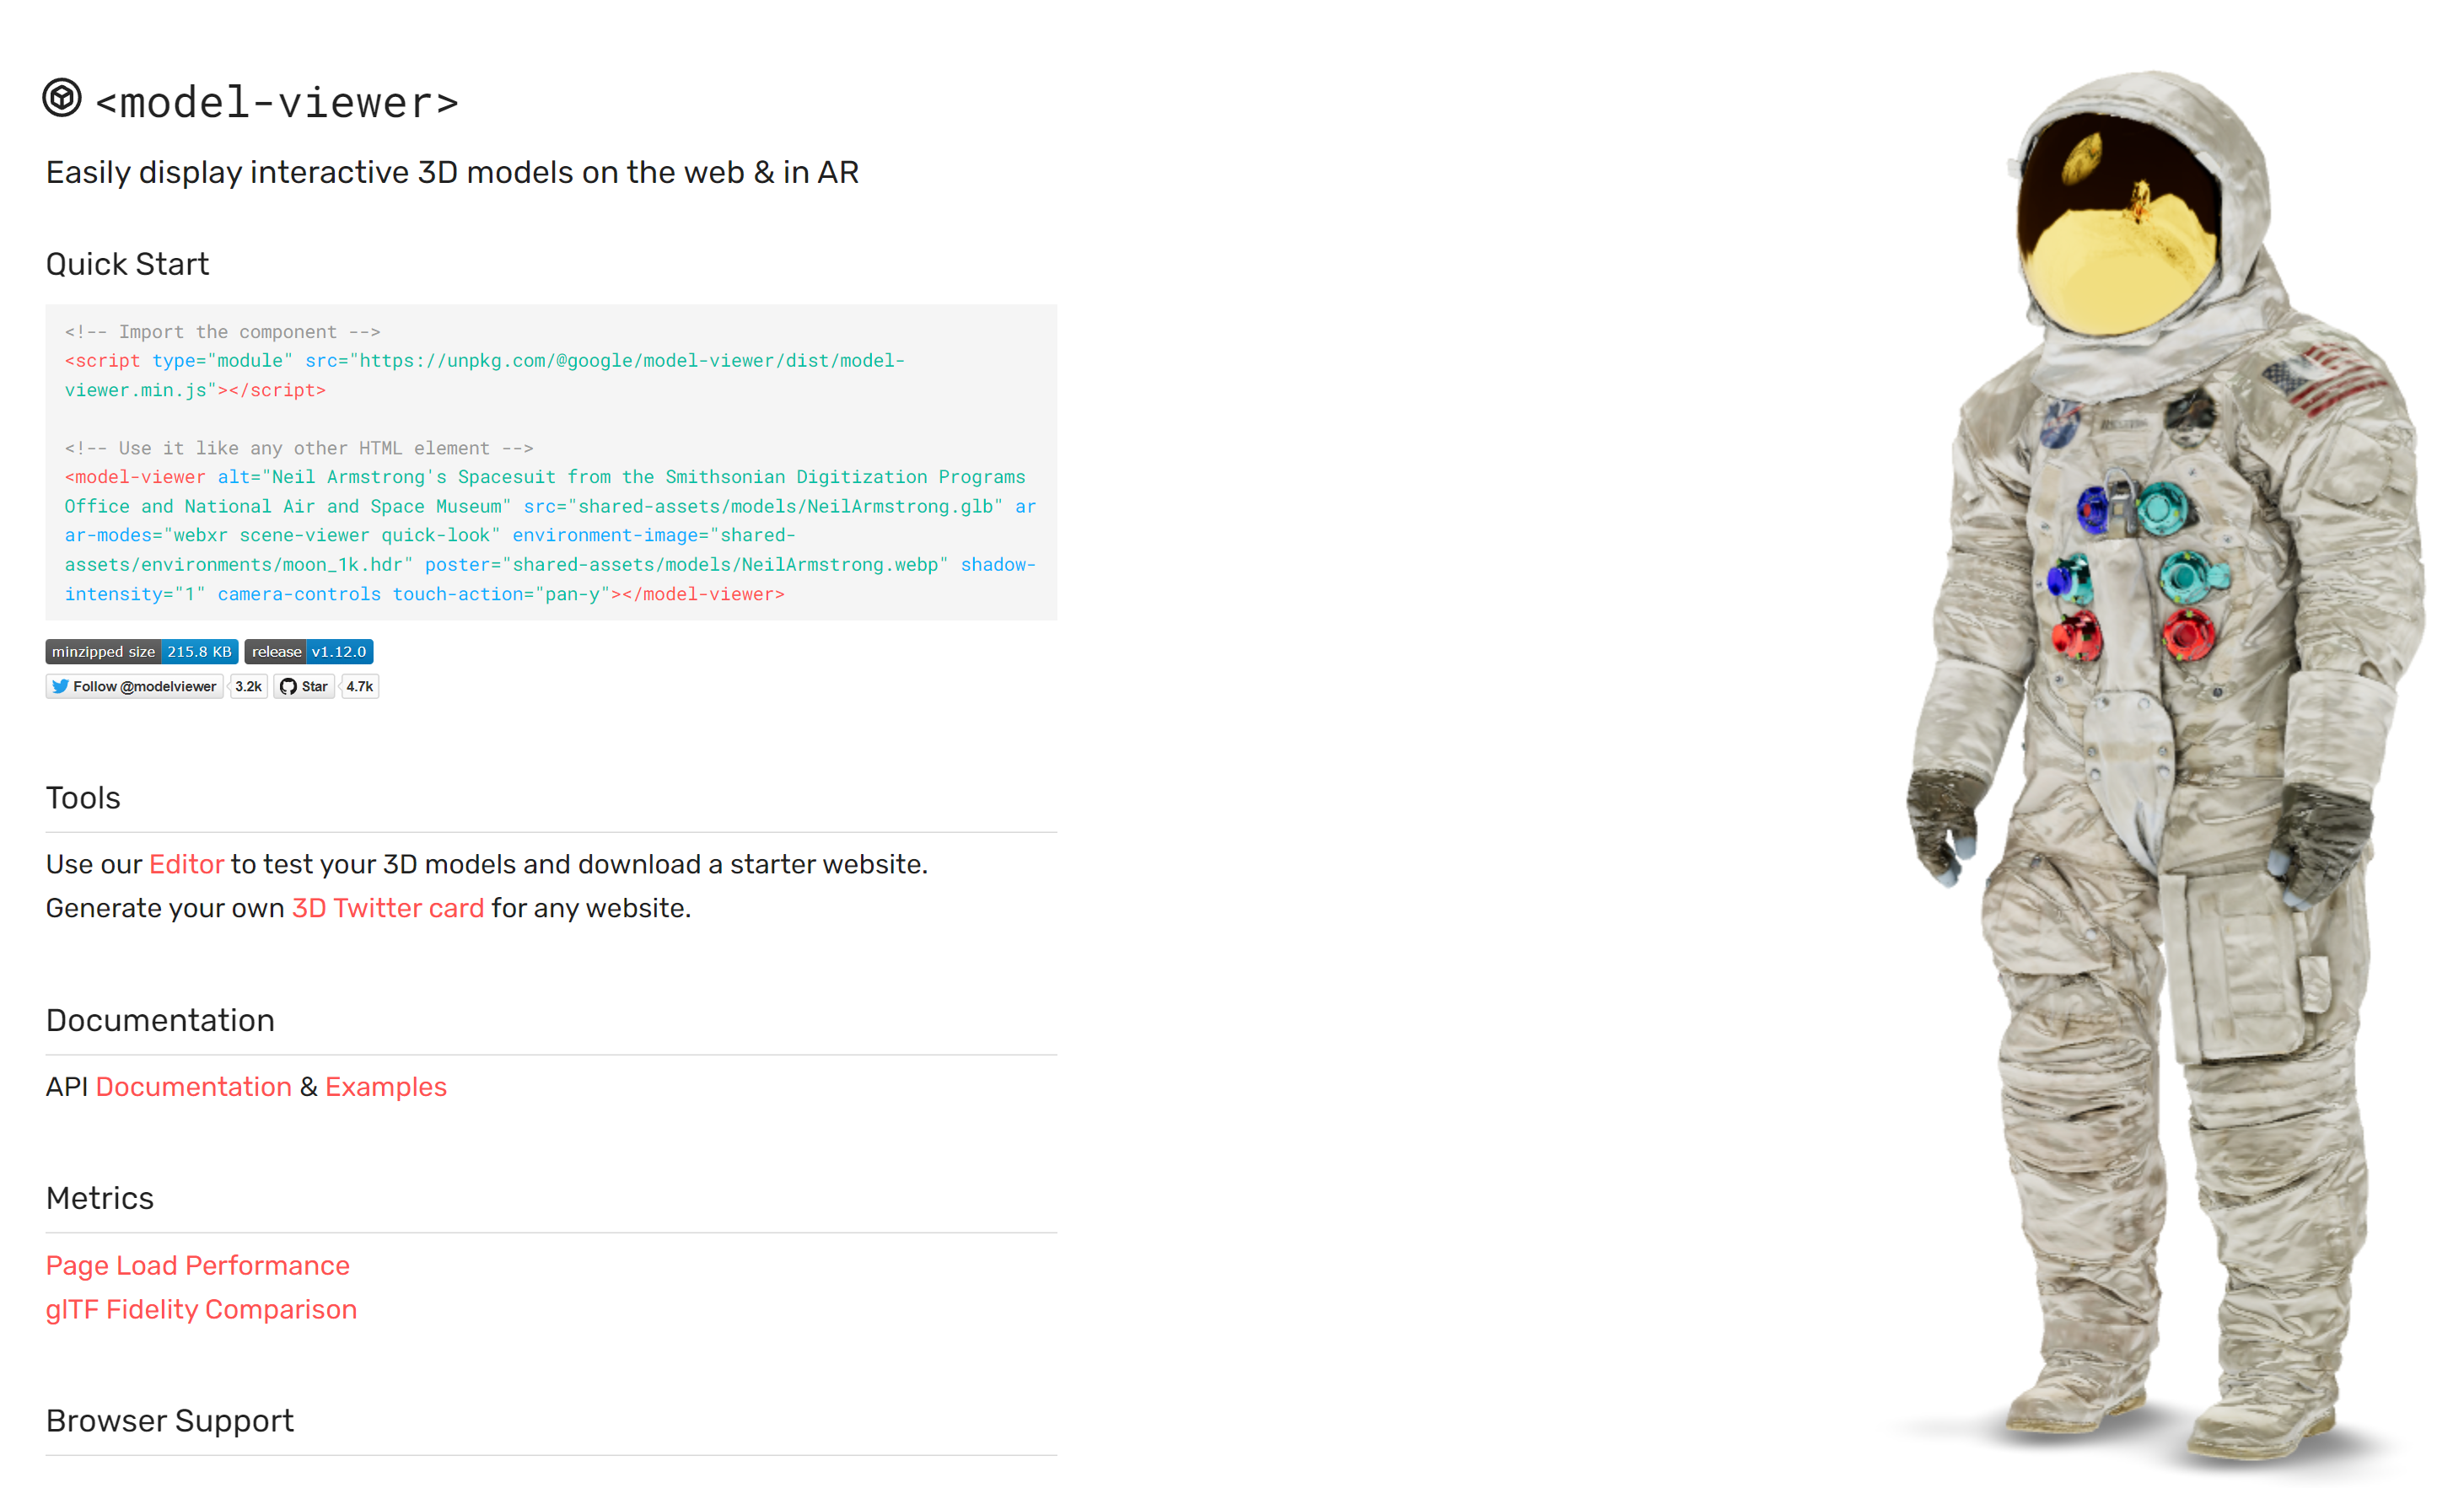 <model-viewer>
Easily display interactive 3D models on the web & in AR
Quick Start
<!-- Import the component -->
<script type="module" src="https://unpkg.com/@google/model-viewer/dist/model-
viewer.min.js"></script>
<!-- Use it like any other HTML element -->
<model-viewer alt="Neil Armstrong's Spacesuit from the Smithsonian Digitization Programs
Office and National Air and Space Museum" src="shared-assets/models/NeilArmstrong.glb" ar
ar-modes="webxr scene-viewer quick-look" environment-image="shared-
assets/environments/moon_1k.hdr" poster="shared-assets/models/NeilArmstrong.webp" shadow-
intensity="1" camera-controls touch-action="pan-y"></model-viewer>
minzipped size 215.8 KB release v1.12.0
Follow @modelviewer 3.2k Star 4.7k
Tools
Use our Editor to test your 3D models and download a starter website.
Generate your own 3D Twitter card for any website.
Documentation
API Documentation & Examples
Metrics
Page Load Performance
glTF Fidelity Comparison
Browser Support